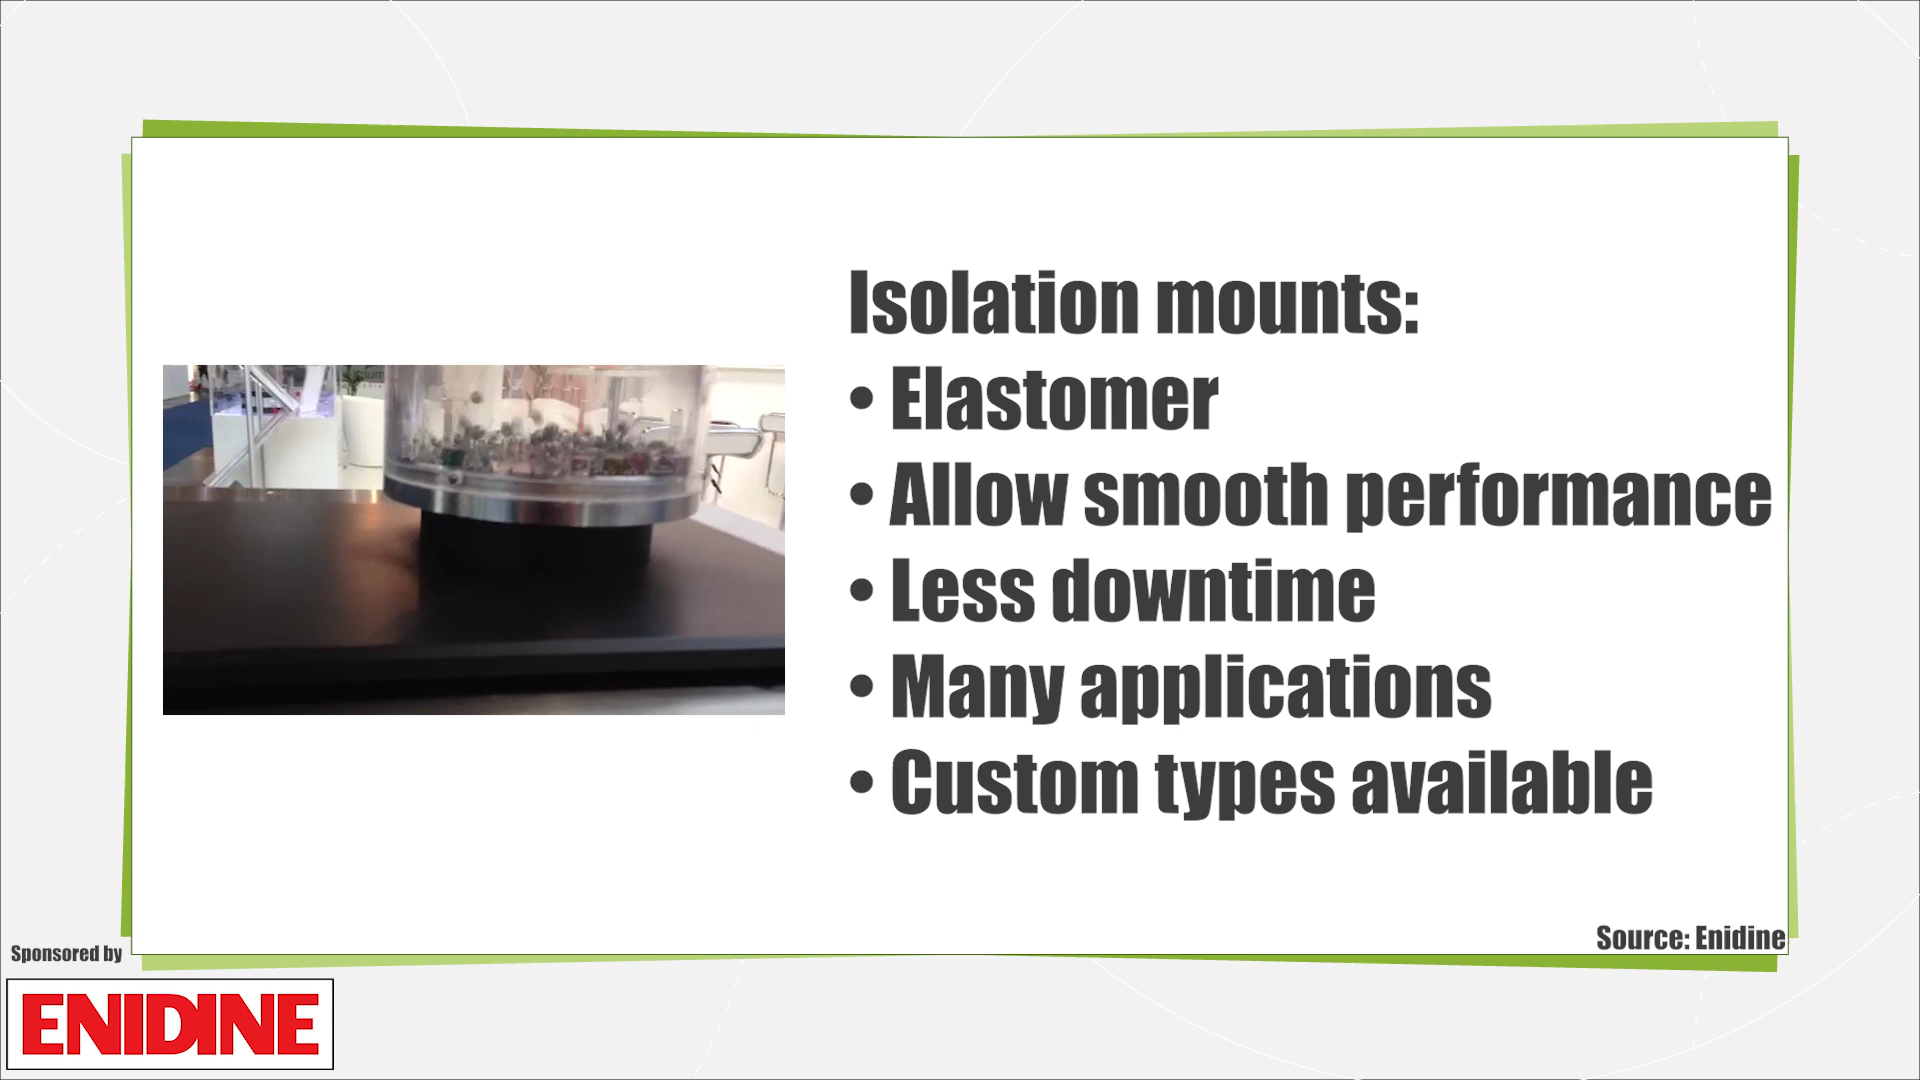 Isolation mounts:
• Elastomer
• Allow smooth performance
• Less downtime
• Many applications
• Custom types available
Source: Enidine
Sponsored by
ENIDINE